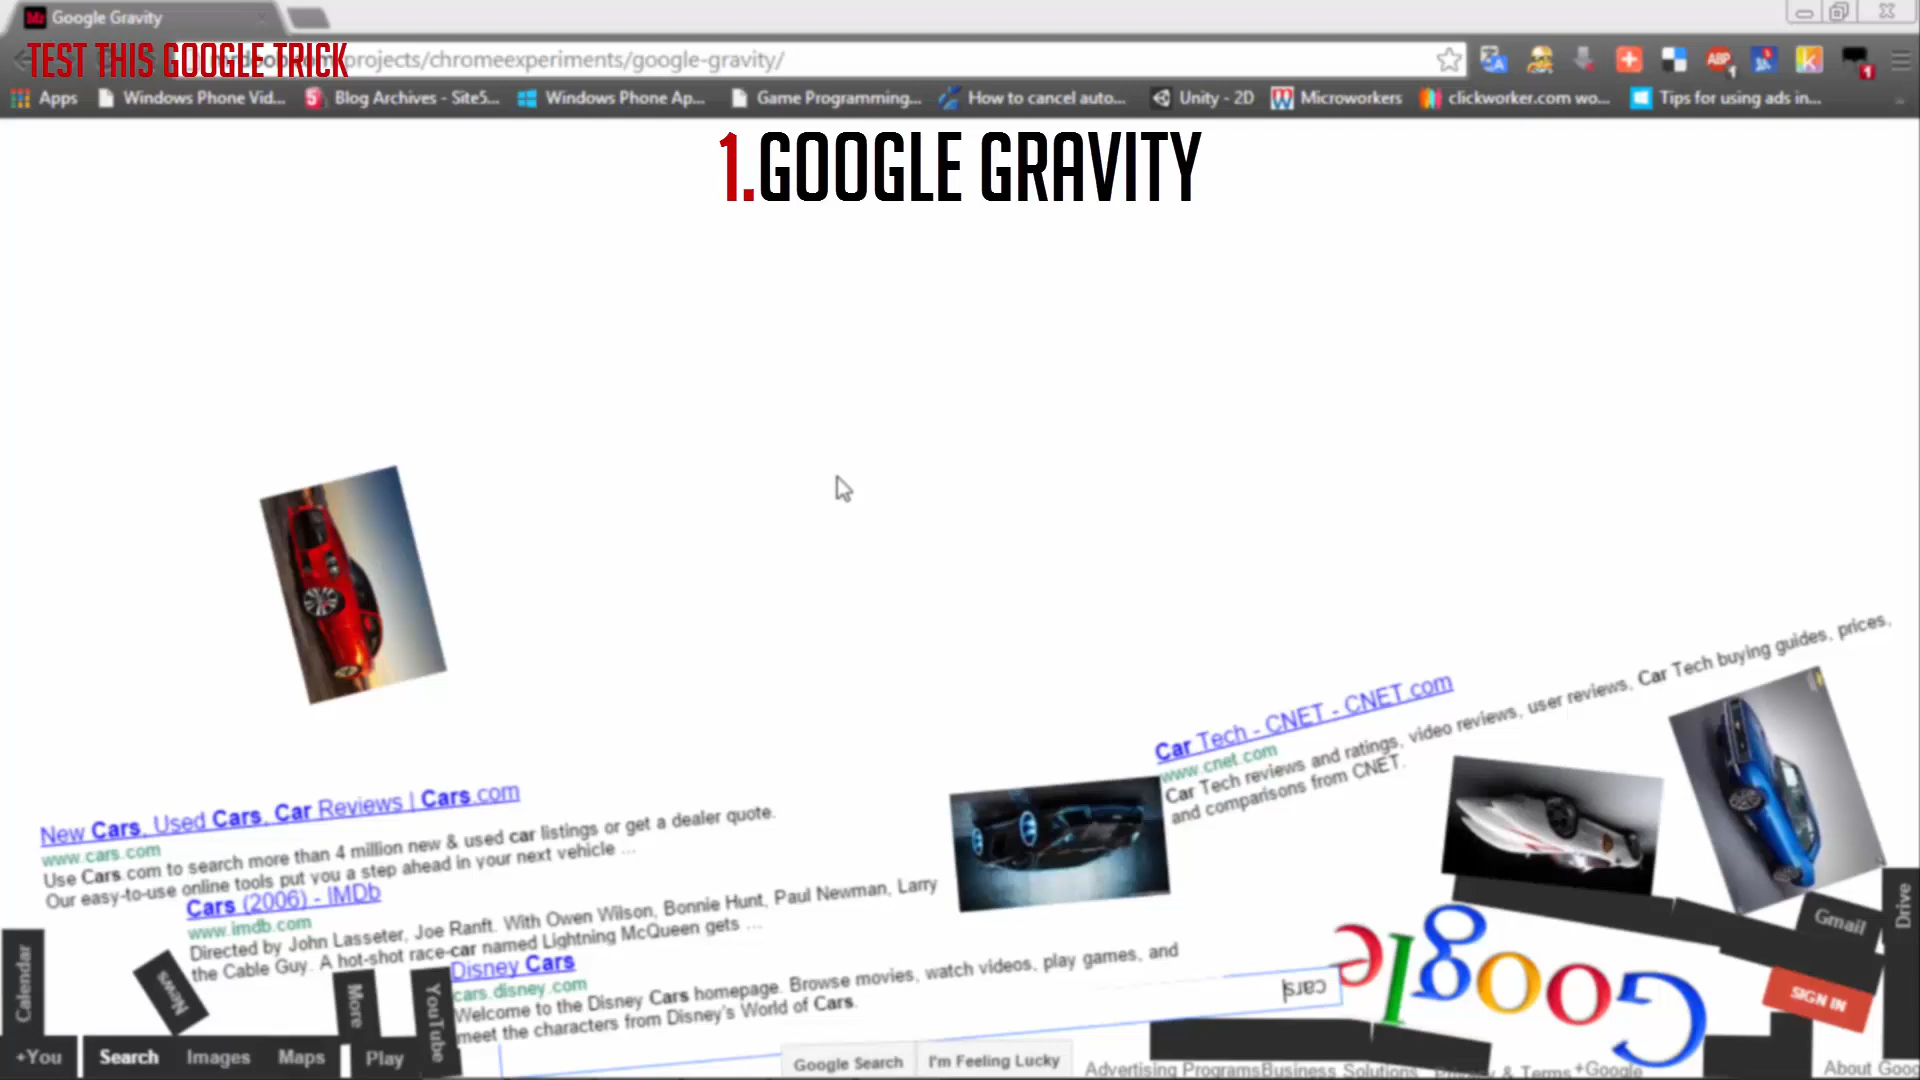 Google Gravity
TEST THIS GOOGLE TRICK
projects/chromeexperiments/google-gravity/
Apps
Windows Phone Vid...
Blog Archives - Site5...
Windows Phone Ap...
Game Programming...
How to cancel auto...
Unity - 2D
Microworkers
clickworker.com wo...
Tips for using ads in...
1.GOOGLE GRAVITY
Car Tech - CNET - CNET.com
www.cnet.com
Car Tech reviews and ratings, video reviews, user reviews, Car Tech buying guides, prices,
and comparisons from CNET.
New Cars, Used Cars, Car Reviews | Cars.com
www.cars.com
Use Cars.com to search more than 4 million new & used car listings or get a dealer quote.
Our easy-to-use online tools put you a step ahead in your next vehicle ...
Cars (2006) - IMDb
www.imdb.com
Directed by John Lasseter, Joe Ranft. With Owen Wilson, Bonnie Hunt, Paul Newman, Larry
the Cable Guy. A hot-shot race-car named Lightning McQueen gets ...
Disney Cars
cars.disney.com
Welcome to the Disney Cars homepage. Browse movies, watch videos, play games, and
meet the characters from Disney's World of Cars.
cars
Google
Gmail
Drive
SIGN IN
Calendar
News
More
YouTube
+You
Search
Images
Maps
Play
Google Search
I'm Feeling Lucky
Advertising Programs
Business Solutions
& Terms
+Google
About Goog